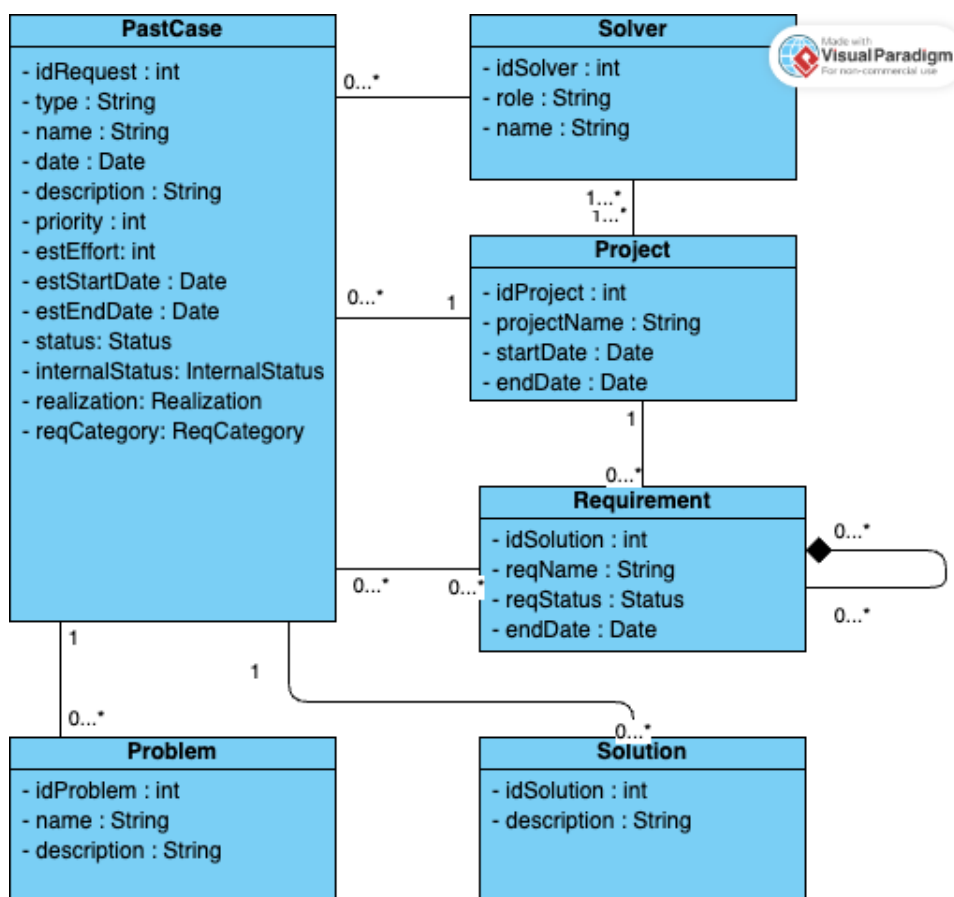 PastCase
- idRequest : int
- type : String
- name : String
- date : Date
- description : String
- priority : int
- estEffort: int
- estStartDate : Date
- estEndDate : Date
- status: Status
- internalStatus: InternalStatus
- realization: Realization
- reqCategory: ReqCategory
0...*
Solver
- idSolver : int
- role : String
- name : String
Made with
Visual Paradigm
For non-commercial use
1...*
1...*
Project
- idProject : int
- projectName : String
- startDate : Date
- endDate : Date
0...*
1
1
0...*
Requirement
- idSolution : int
- reqName : String
- reqStatus : Status
- endDate : Date
0...*
0...*
0...*
0...*
1
0...*
1
0...*
Problem
- idProblem : int
- name : String
- description : String
Solution
- idSolution : int
- description : String